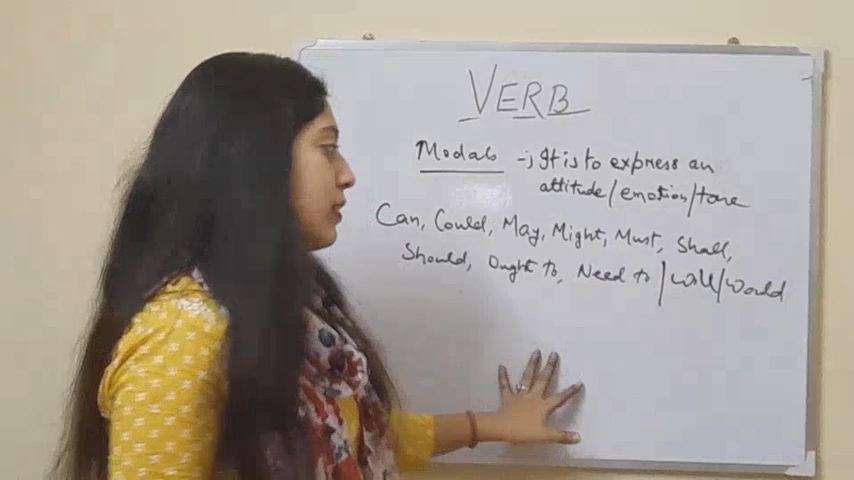 VERB
Modals -; It is to express an
attitude/emotion/tone
Can, Could, May, Might, Must, Shall,
Should, Ought to, Need to / Will/Would